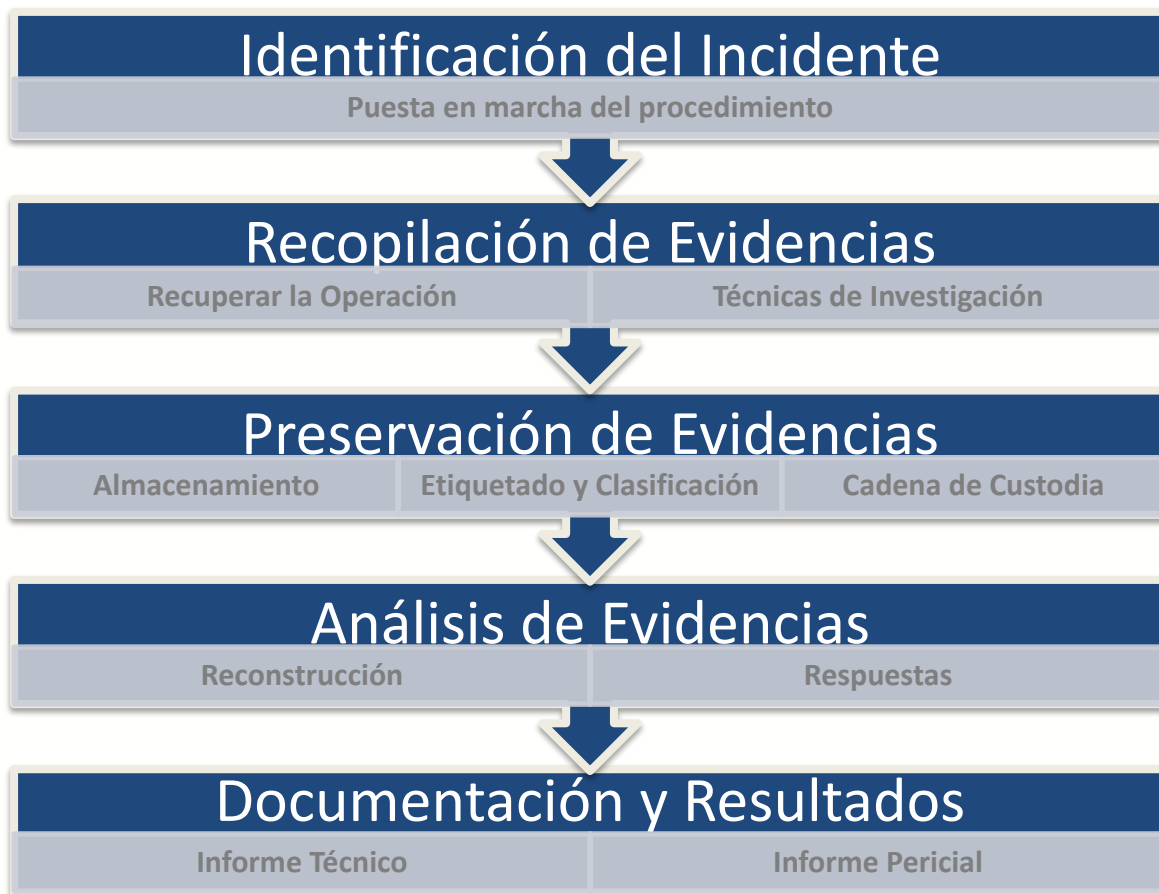 Identificación del Incidente
Puesta en marcha del procedimiento
Recopilación de Evidencias
Recuperar la Operación
Técnicas de Investigación
Preservación de Evidencias
Almacenamiento
Etiquetado y Clasificación
Cadena de Custodia
Análisis de Evidencias
Reconstrucción
Respuestas
Documentación y Resultados
Informe Técnico
Informe Pericial